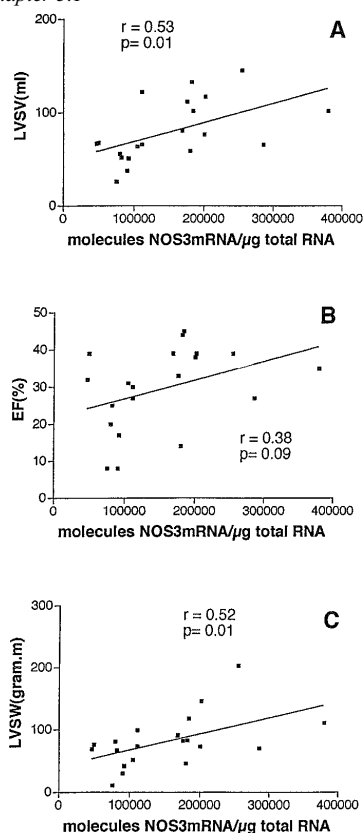 A
r = 0.53
p= 0.01
200
100
0
LVSV(ml)
0
100000
200000
300000
400000
molecules NOS3mRNA/µg total RNA
B
50
40
30
20
10
0
EF(%)
r = 0.38
p= 0.09
0
100000
200000
300000
400000
molecules NOS3mRNA/µg total RNA
C
r = 0.52
p= 0.01
300
200
100
0
LVSW(gram.m)
0
100000
200000
300000
400000
molecules NOS3mRNA/µg total RNA